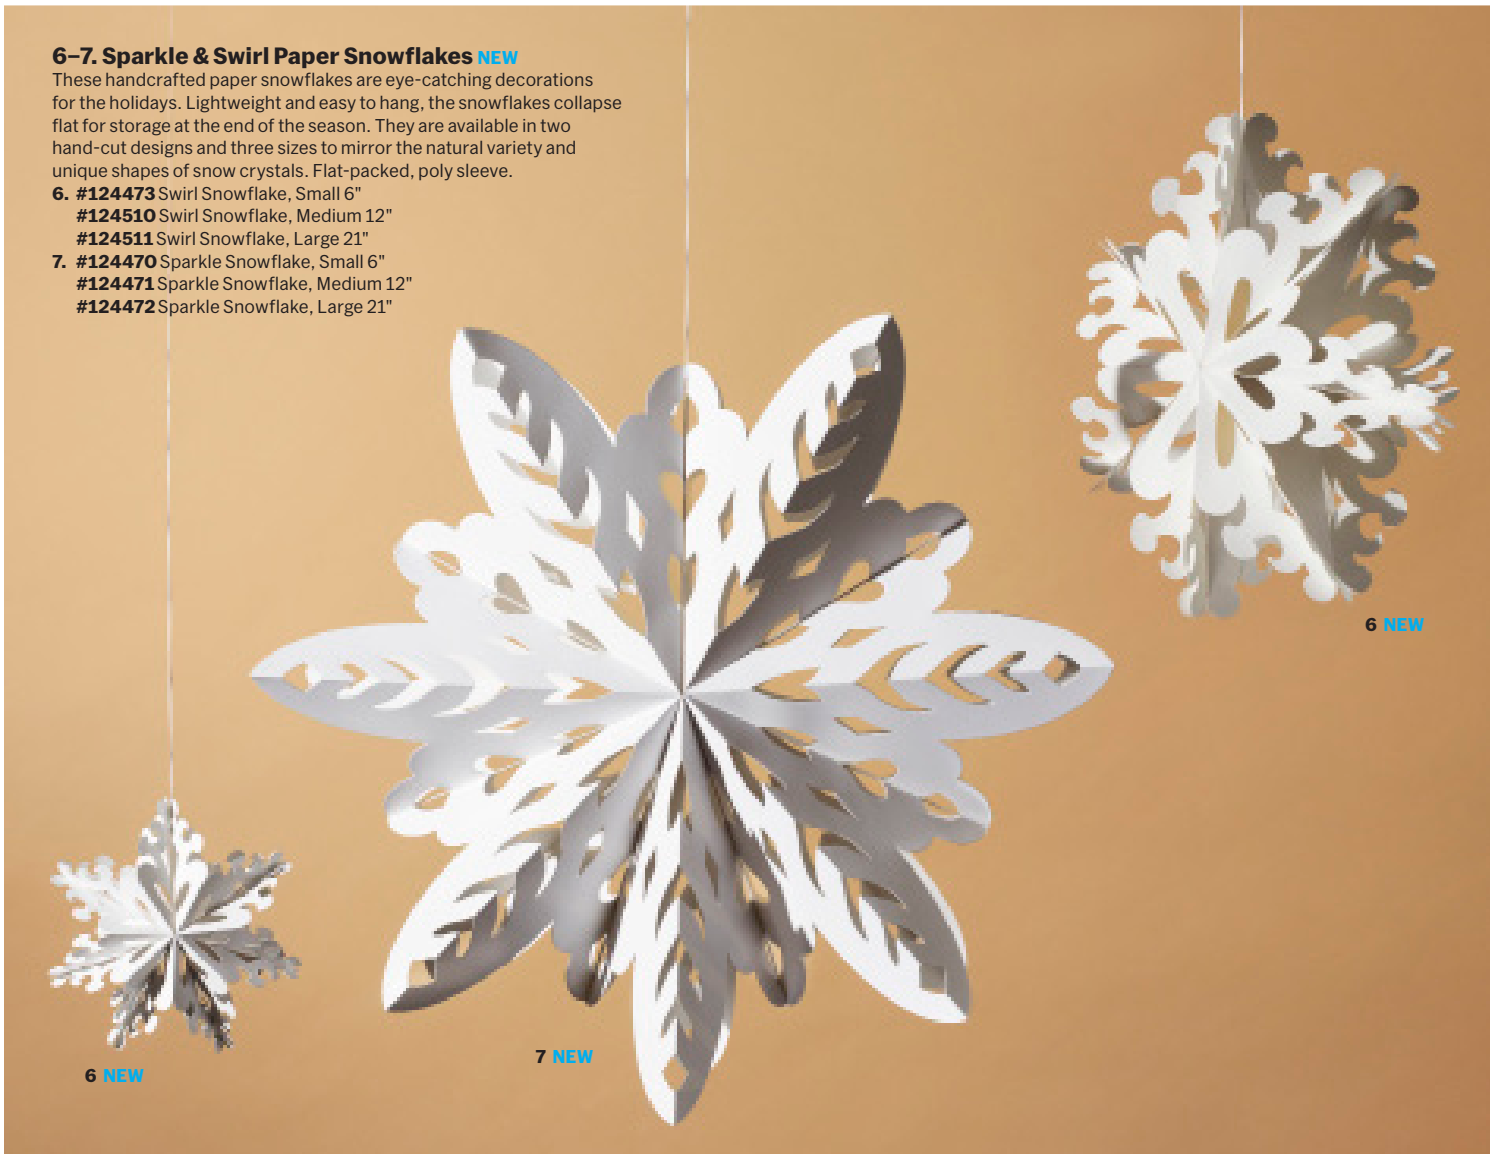 6–7. Sparkle & Swirl Paper Snowflakes NEW
These handcrafted paper snowflakes are eye-catching decorations
for the holidays. Lightweight and easy to hang, the snowflakes collapse
flat for storage at the end of the season. They are available in two
hand-cut designs and three sizes to mirror the natural variety and
unique shapes of snow crystals. Flat-packed, poly sleeve.
6. #124473 Swirl Snowflake, Small 6"
#124510 Swirl Snowflake, Medium 12"
#124511 Swirl Snowflake, Large 21"
7. #124470 Sparkle Snowflake, Small 6"
#124471 Sparkle Snowflake, Medium 12"
#124472 Sparkle Snowflake, Large 21"
6 NEW
7 NEW
6 NEW